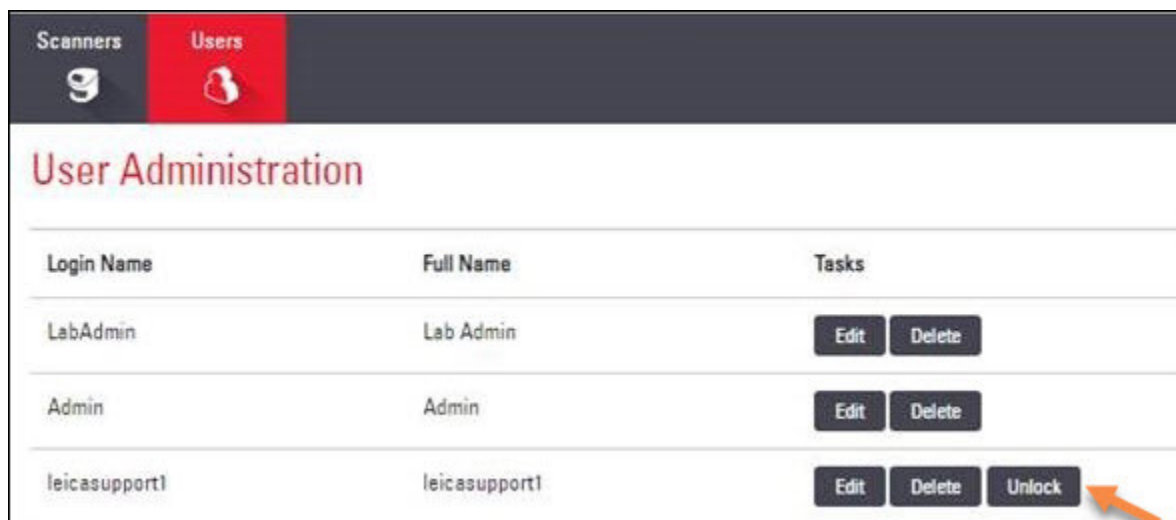 Scanners Users
User Administration
Login Name Full Name Tasks
LabAdmin Lab Admin Edit Delete
Admin Admin Edit Delete
leicasupport1 leicasupport1 Edit Delete Unlock